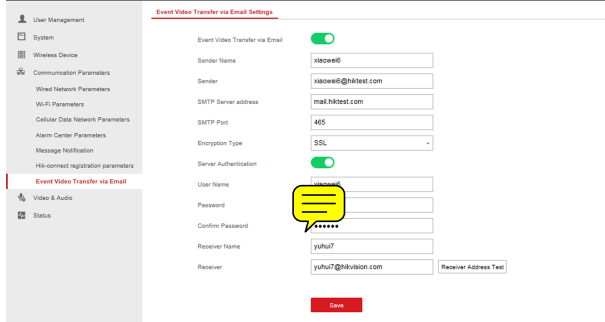 Event Video Transfer via Email Settings
User Management
System
Wireless Device
Communication Parameters
Wired Network Parameters
Wi-Fi Parameters
Cellular Data Network Parameters
Alarm Center Parameters
Message Notification
Hik-connect registration parameters
Event Video Transfer via Email
Video & Audio
Status
Event Video Transfer via Email
Sender Name xiaowei6
Sender xiaowei6@hiktest.com
SMTP Server address mail.hiktest.com
SMTP Port 465
Encryption Type SSL
Server Authentication
User Name xiaowei6
Password
Confirm Password ••••••
Receiver Name yuhui7
Receiver yuhui7@hikvision.com Receiver Address Test
Save